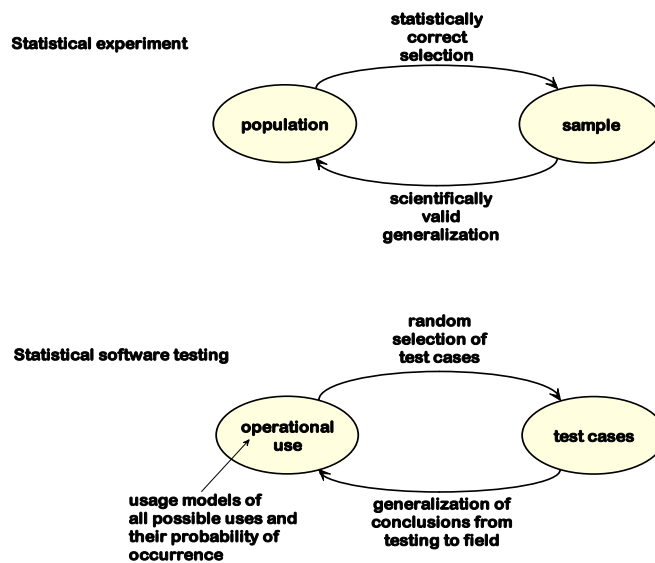 Statistical experiment
statistically
correct
selection
population
sample
scientifically
valid
generalization
Statistical software testing
random
selection of
test cases
operational
use
test cases
usage models of
all possible uses and
their probability of
occurrence
generalization of
conclusions from
testing to field